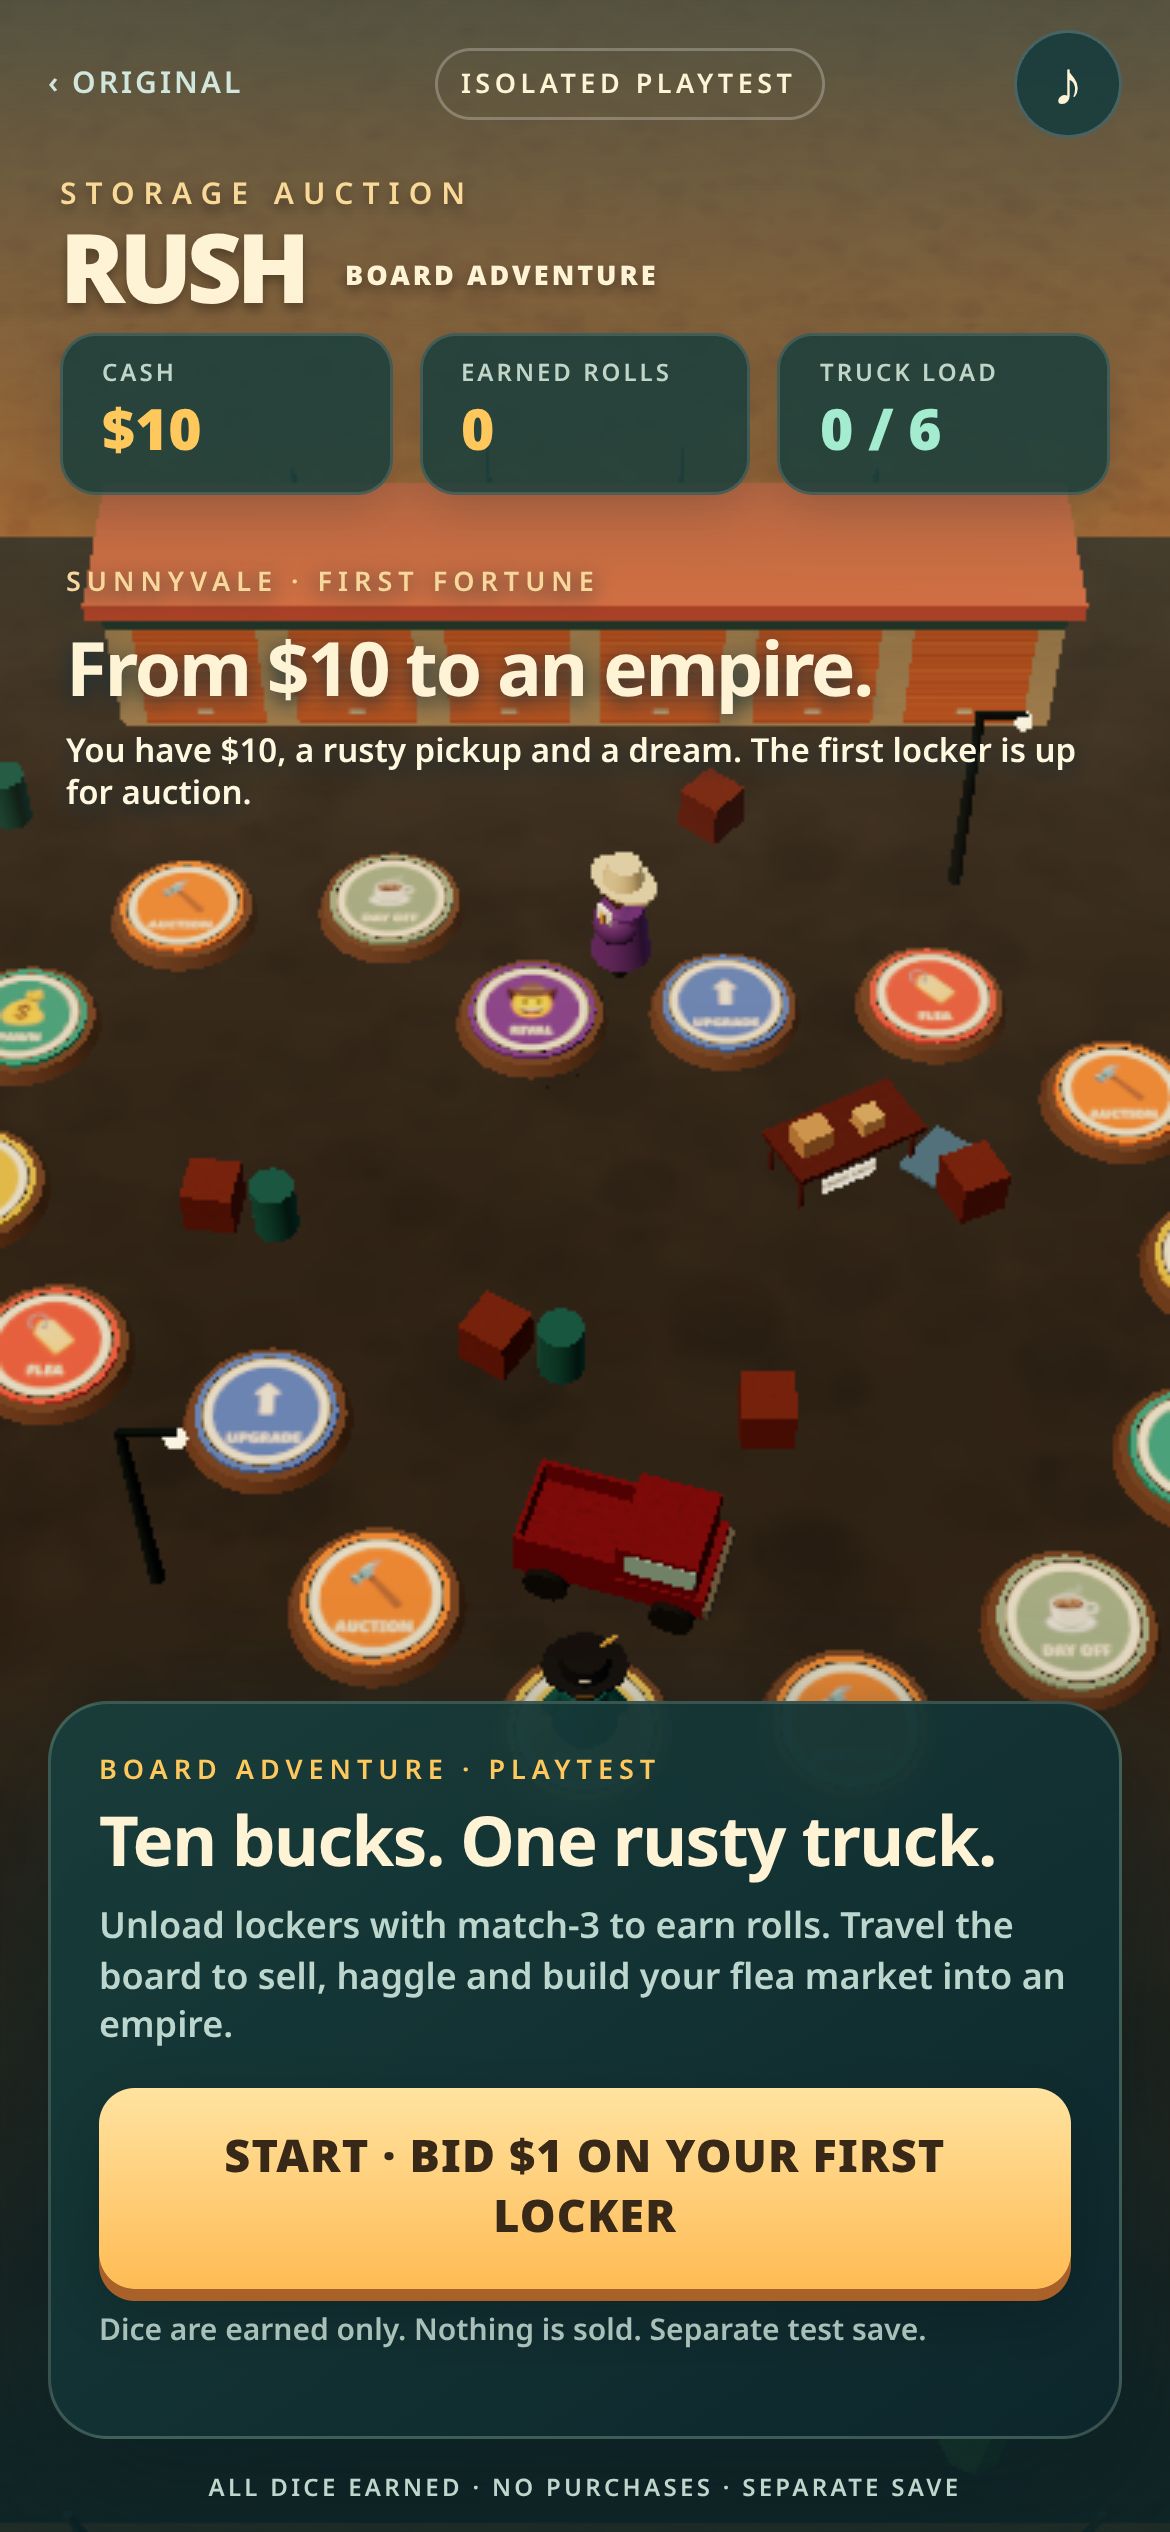 ‹ ORIGINAL
ISOLATED PLAYTEST
STORAGE AUCTION
RUSH BOARD ADVENTURE
CASH
$10
EARNED ROLLS
0
TRUCK LOAD
0 / 6
SUNNYVALE · FIRST FORTUNE
From $10 to an empire.
You have $10, a rusty pickup and a dream. The first locker is up
for auction.
AUCTION
DAY OFF
RIVAL
UPGRADE
FLEA
AUCTION
FLEA
UPGRADE
AUCTION
DAY OFF
BOARD ADVENTURE · PLAYTEST
Ten bucks. One rusty truck.
Unload lockers with match-3 to earn rolls. Travel the
board to sell, haggle and build your flea market into an
empire.
START · BID $1 ON YOUR FIRST
LOCKER
Dice are earned only. Nothing is sold. Separate test save.
ALL DICE EARNED · NO PURCHASES · SEPARATE SAVE